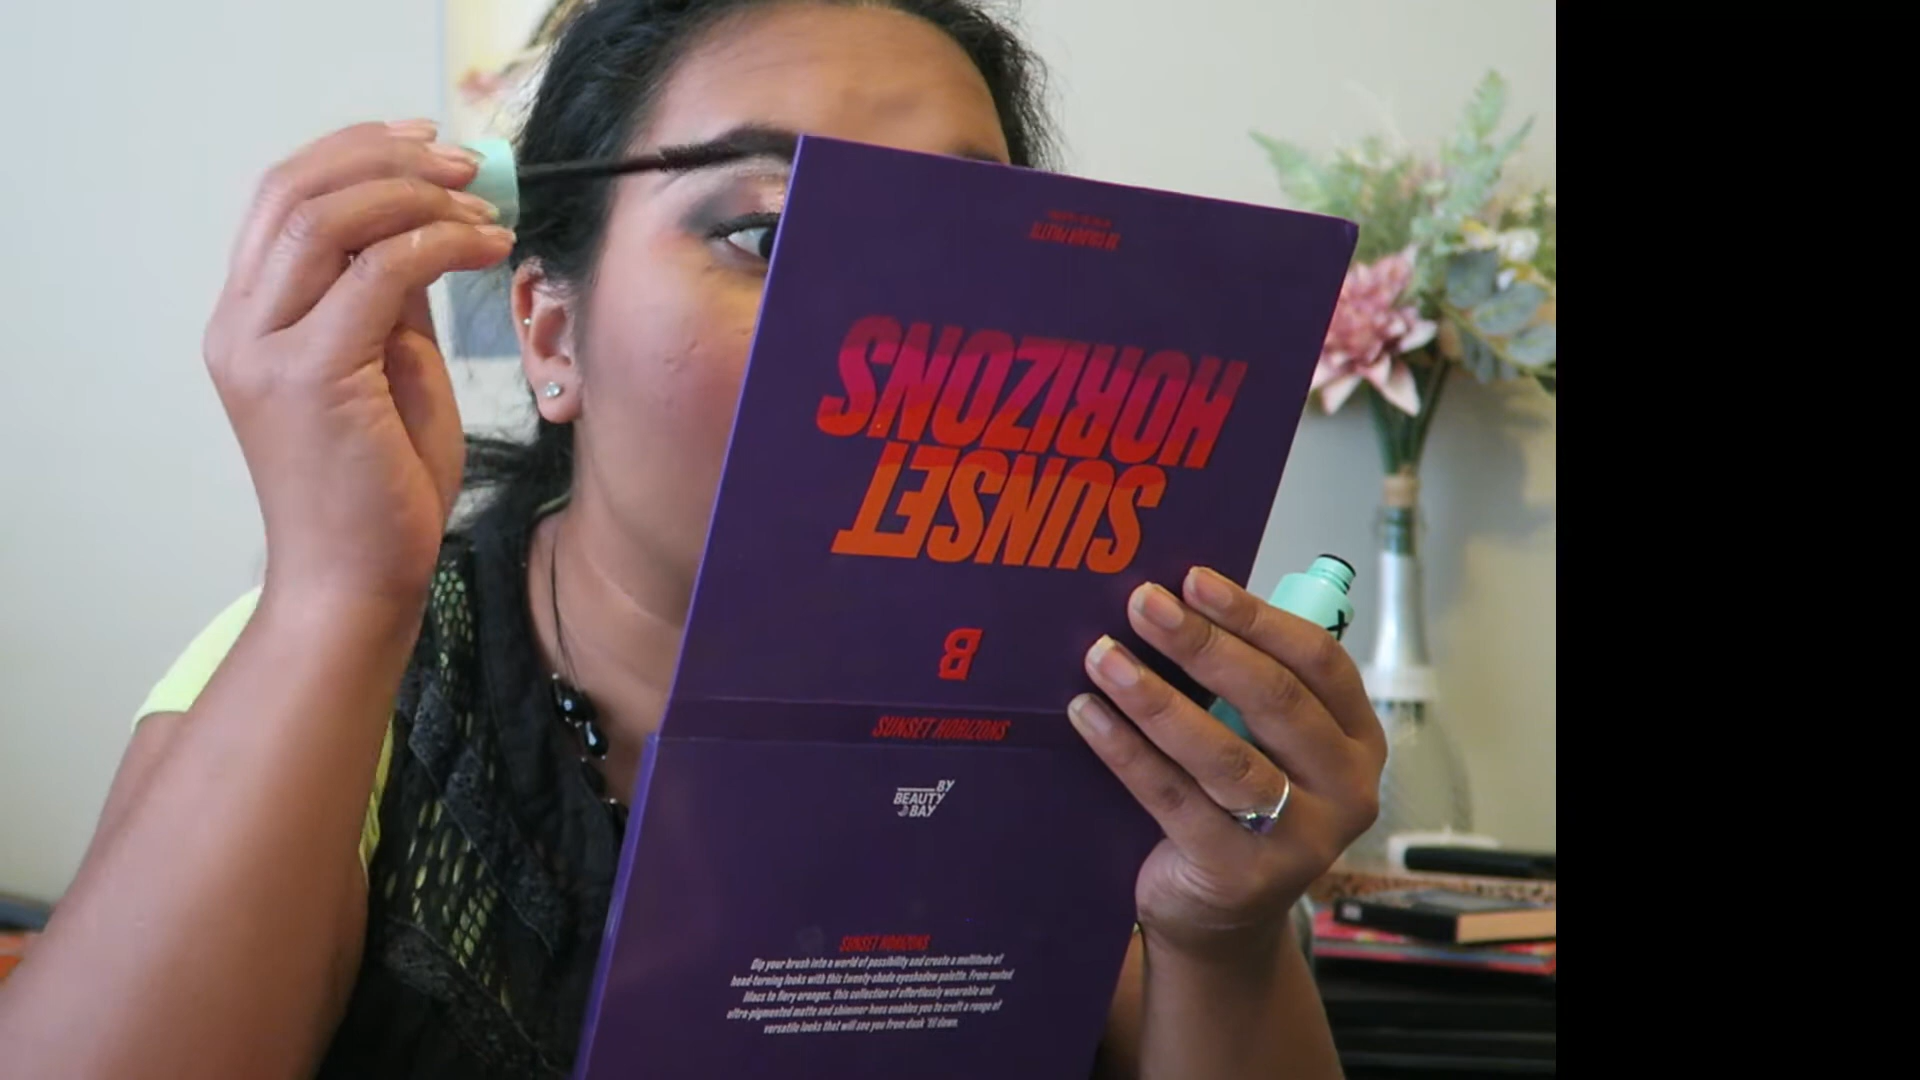 20 COLOUR PALETTE
HORIZONS
SUNSET
B
SUNSET HORIZONS
BY
BEAUTY
BAY
SUNSET HORIZONS
Dip your brush into a world of possibility and create a multitude of
head-turning looks with this twenty-shade eyeshadow palette. From muted
lilacs to fiery oranges, this collection of effortlessly wearable and
ultra-pigmented matte and shimmer hues enables you to craft a range of
versatile looks that will see you from dusk 'til dawn.